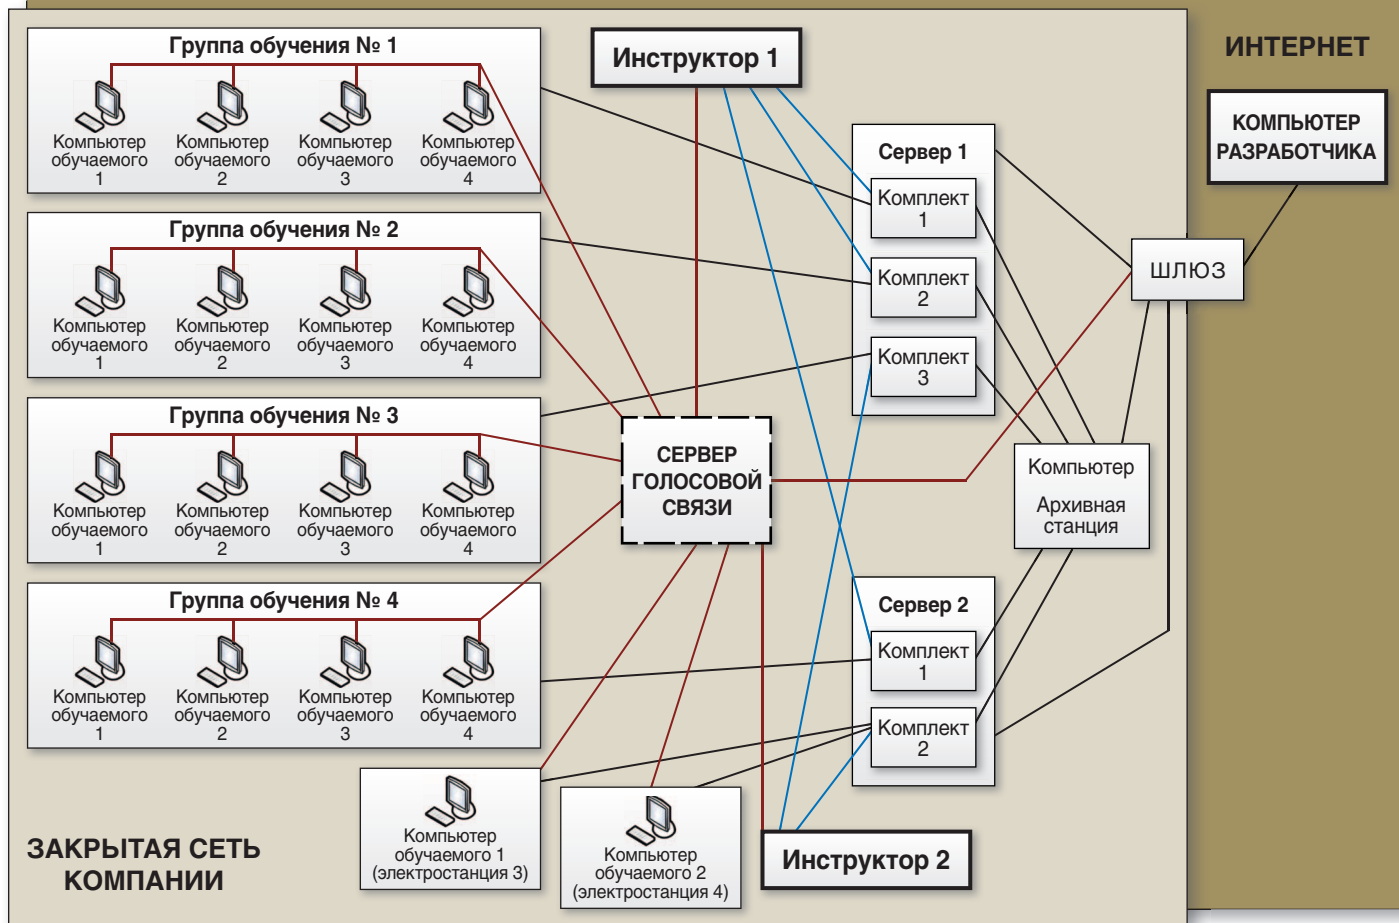 Группа обучения № 1
Компьютер
обучаемого
1
Компьютер
обучаемого
2
Компьютер
обучаемого
3
Компьютер
обучаемого
4
Группа обучения № 2
Компьютер
обучаемого
1
Компьютер
обучаемого
2
Компьютер
обучаемого
3
Компьютер
обучаемого
4
Группа обучения № 3
Компьютер
обучаемого
1
Компьютер
обучаемого
2
Компьютер
обучаемого
3
Компьютер
обучаемого
4
Группа обучения № 4
Компьютер
обучаемого
1
Компьютер
обучаемого
2
Компьютер
обучаемого
3
Компьютер
обучаемого
4
Компьютер
обучаемого 1
(электростанция 3)
Компьютер
обучаемого 2
(электростанция 4)
ЗАКРЫТАЯ СЕТЬ
КОМПАНИИ
Инструктор 1
СЕРВЕР
ГОЛОСОВОЙ
СВЯЗИ
Инструктор 2
Сервер 1
Комплект
1
Комплект
2
Комплект
3
Компьютер
Архивная
станция
Сервер 2
Комплект
1
Комплект
2
ШЛЮЗ
ИНТЕРНЕТ
КОМПЬЮТЕР
РАЗРАБОТЧИКА